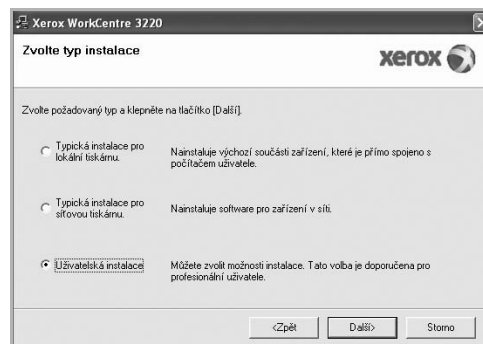 Xerox WorkCentre 3220
Zvolte typ instalace
xerox
Zvolte požadovaný typ a klepněte na tlačítko [Další].
Typická instalace pro
lokální tiskárnu.
Nainstaluje výchozí součásti zařízení, které je přímo spojeno s
počítačem uživatele.
Typická instalace pro
síťovou tiskárnu.
Nainstaluje software pro zařízení v síti.
Uživatelská instalace
Můžete zvolit možnosti instalace. Tato volba je doporučena pro
profesionální uživatele.
<Zpět
Další>
Storno